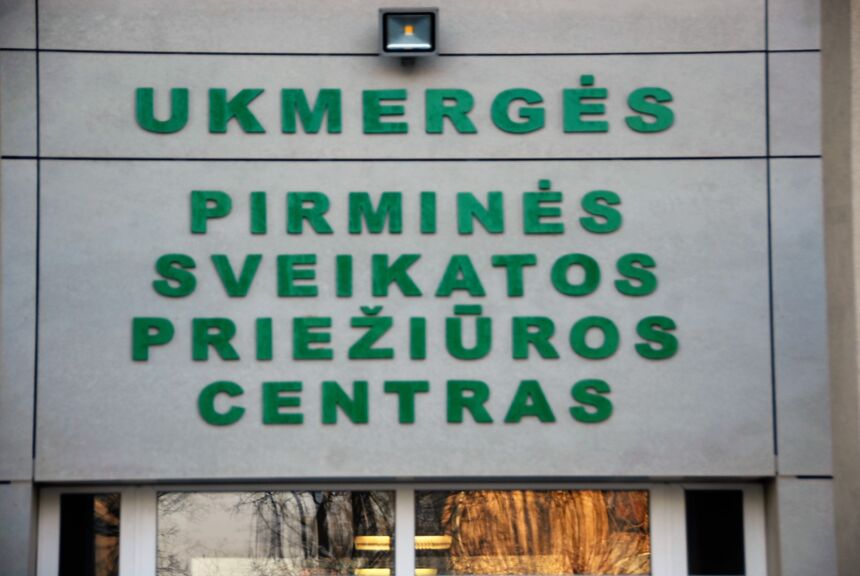 UKMERGĖS
PIRMINĖS
SVEIKATOS
PRIEŽIŪROS
CENTRAS